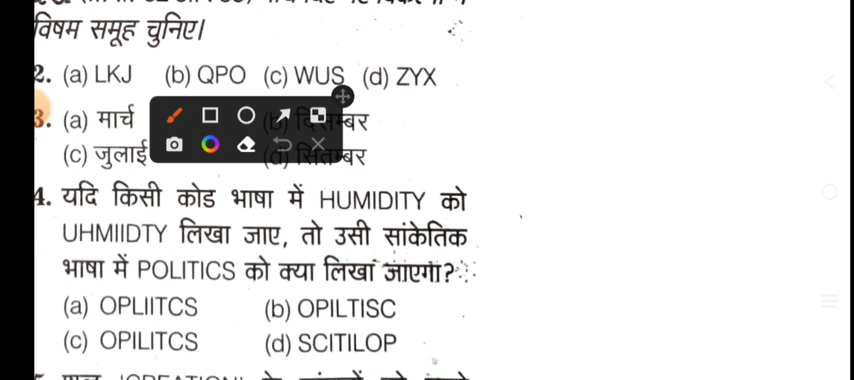 विषम समूह चुनिए।
2. (a) LKJ (b) QPO (c) WUS (d) ZYX
3. (a) मार्च (b) दिसम्बर
(c) जुलाई (d) सितम्बर
4. यदि किसी कोड भाषा में HUMIDITY को
UHMIIDTY लिखा जाए, तो उसी सांकेतिक
भाषा में POLITICS को क्या लिखा जाएगा?
(a) OPLIITCS (b) OPILTISC
(c) OPILITCS (d) SCITILOP